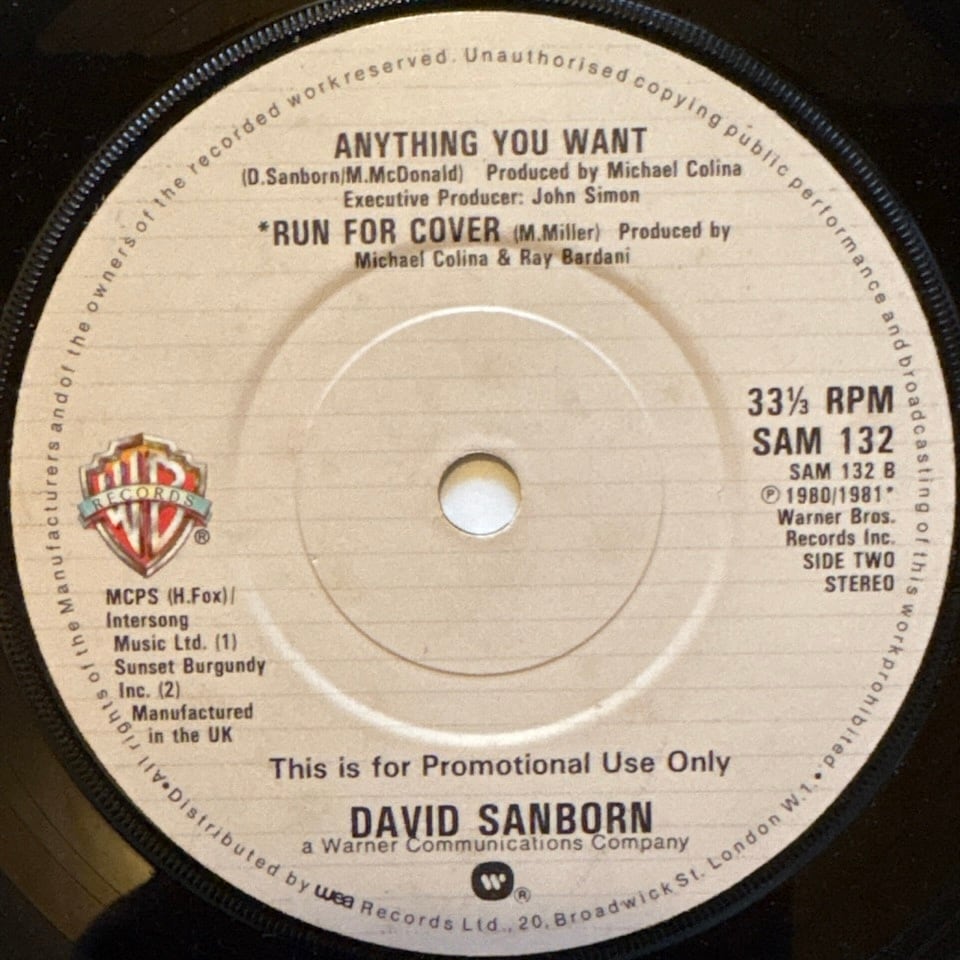 ANYTHING YOU WANT
(D.Sanborn/M.McDonald) Produced by Michael Colina
Executive Producer: John Simon
*RUN FOR COVER (M.Miller) Produced by
Michael Colina & Ray Bardani
33⅓ RPM
SAM 132
SAM 132 B
℗ 1980/1981*
Warner Bros.
Records Inc.
SIDE TWO
STEREO
WB
RECORDS
®
MCPS (H.Fox)/
Intersong
Music Ltd. (1)
Sunset Burgundy
Inc. (2)
Manufactured
in the UK
This is for Promotional Use Only
DAVID SANBORN
a Warner Communications Company
W ®
All rights of the Manufacturers and of the owners of the recorded work reserved. Unauthorised copying public performance and broadcasting of this work prohibited.
•Distributed by wea Records Ltd., 20, Broadwick St. London W.1.•